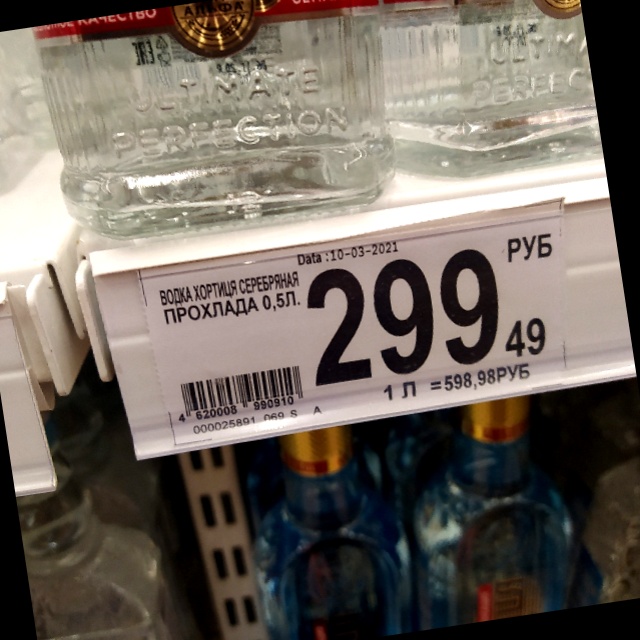 ULTIMATE
PERFECTION
Data :10-03-2021
ВОДКА ХОРТИЦЯ СЕРЕБРЯНАЯ
ПРОХЛАДА 0,5Л.
299 49 РУБ
1 Л =598,98РУБ
4 620008 990910
000025891 069 S A